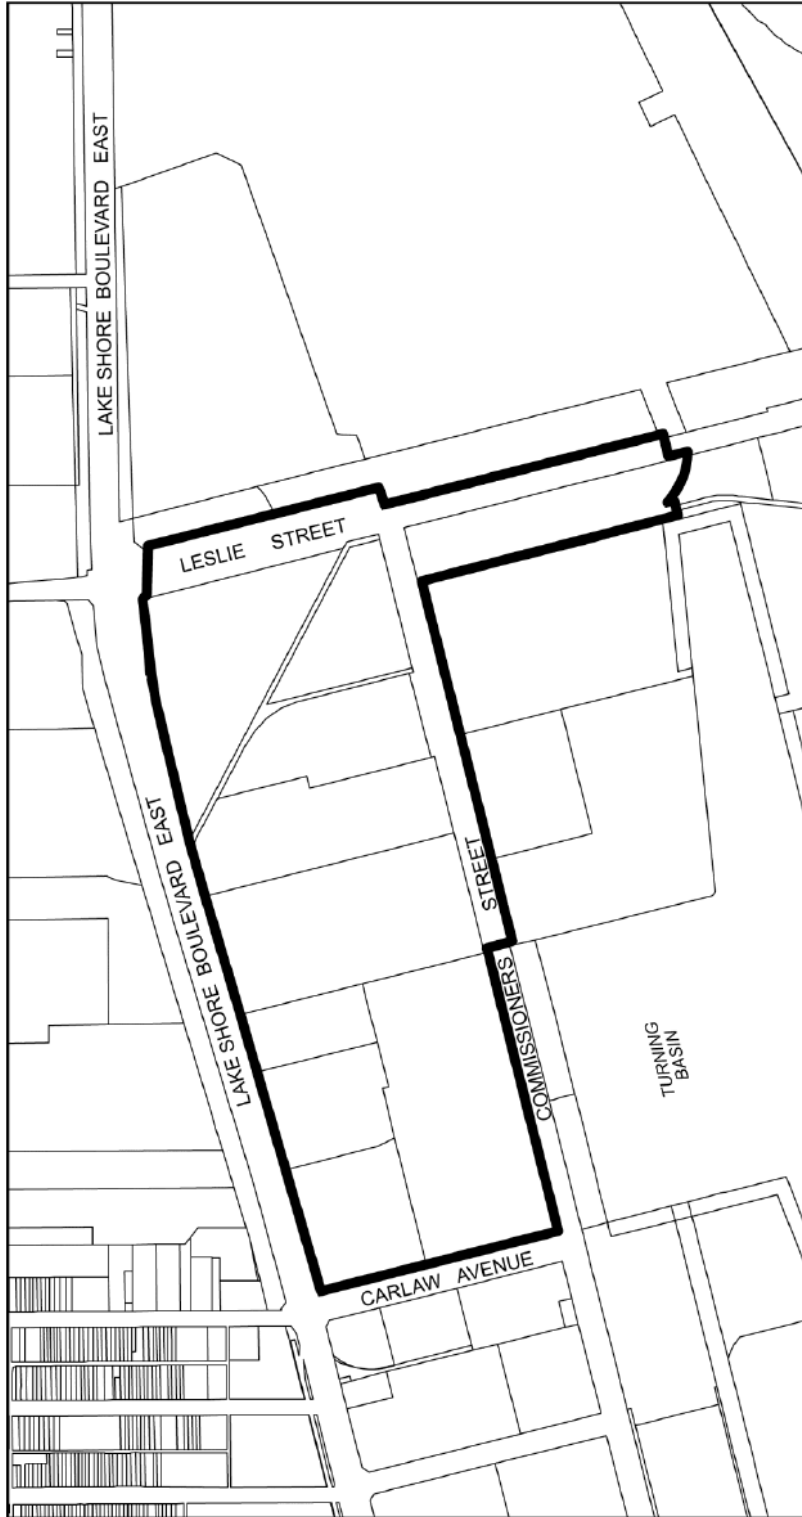 LAKE SHORE BOULEVARD EAST
LESLIE STREET
LAKE SHORE BOULEVARD EAST
COMMISSIONERS STREET
TURNING
BASIN
CARLAW AVENUE